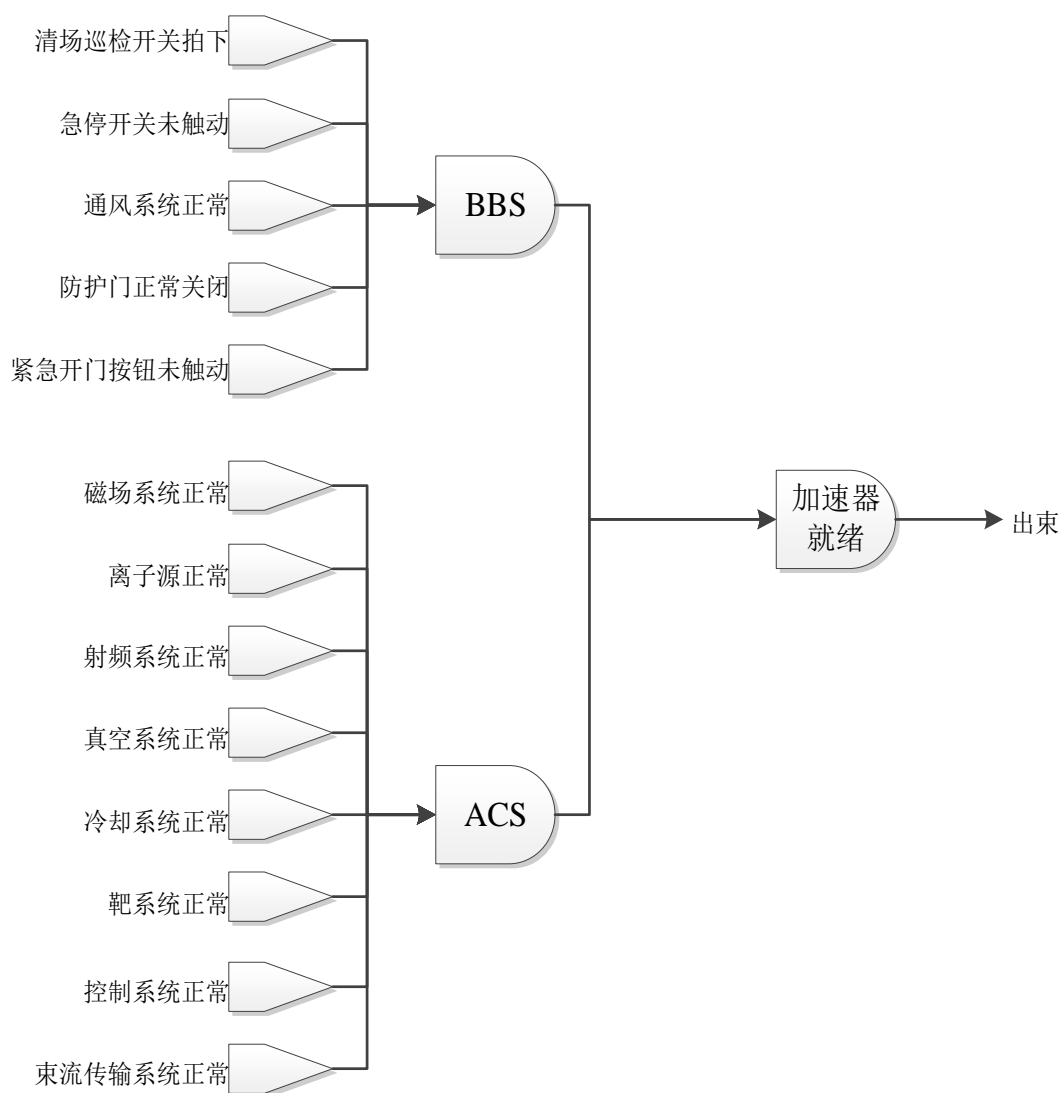 清场巡检开关拍下
急停开关未触动
通风系统正常
防护门正常关闭
紧急开门按钮未触动
BBS
磁场系统正常
离子源正常
射频系统正常
真空系统正常
冷却系统正常
靶系统正常
控制系统正常
束流传输系统正常
ACS
加速器
就绪
出束